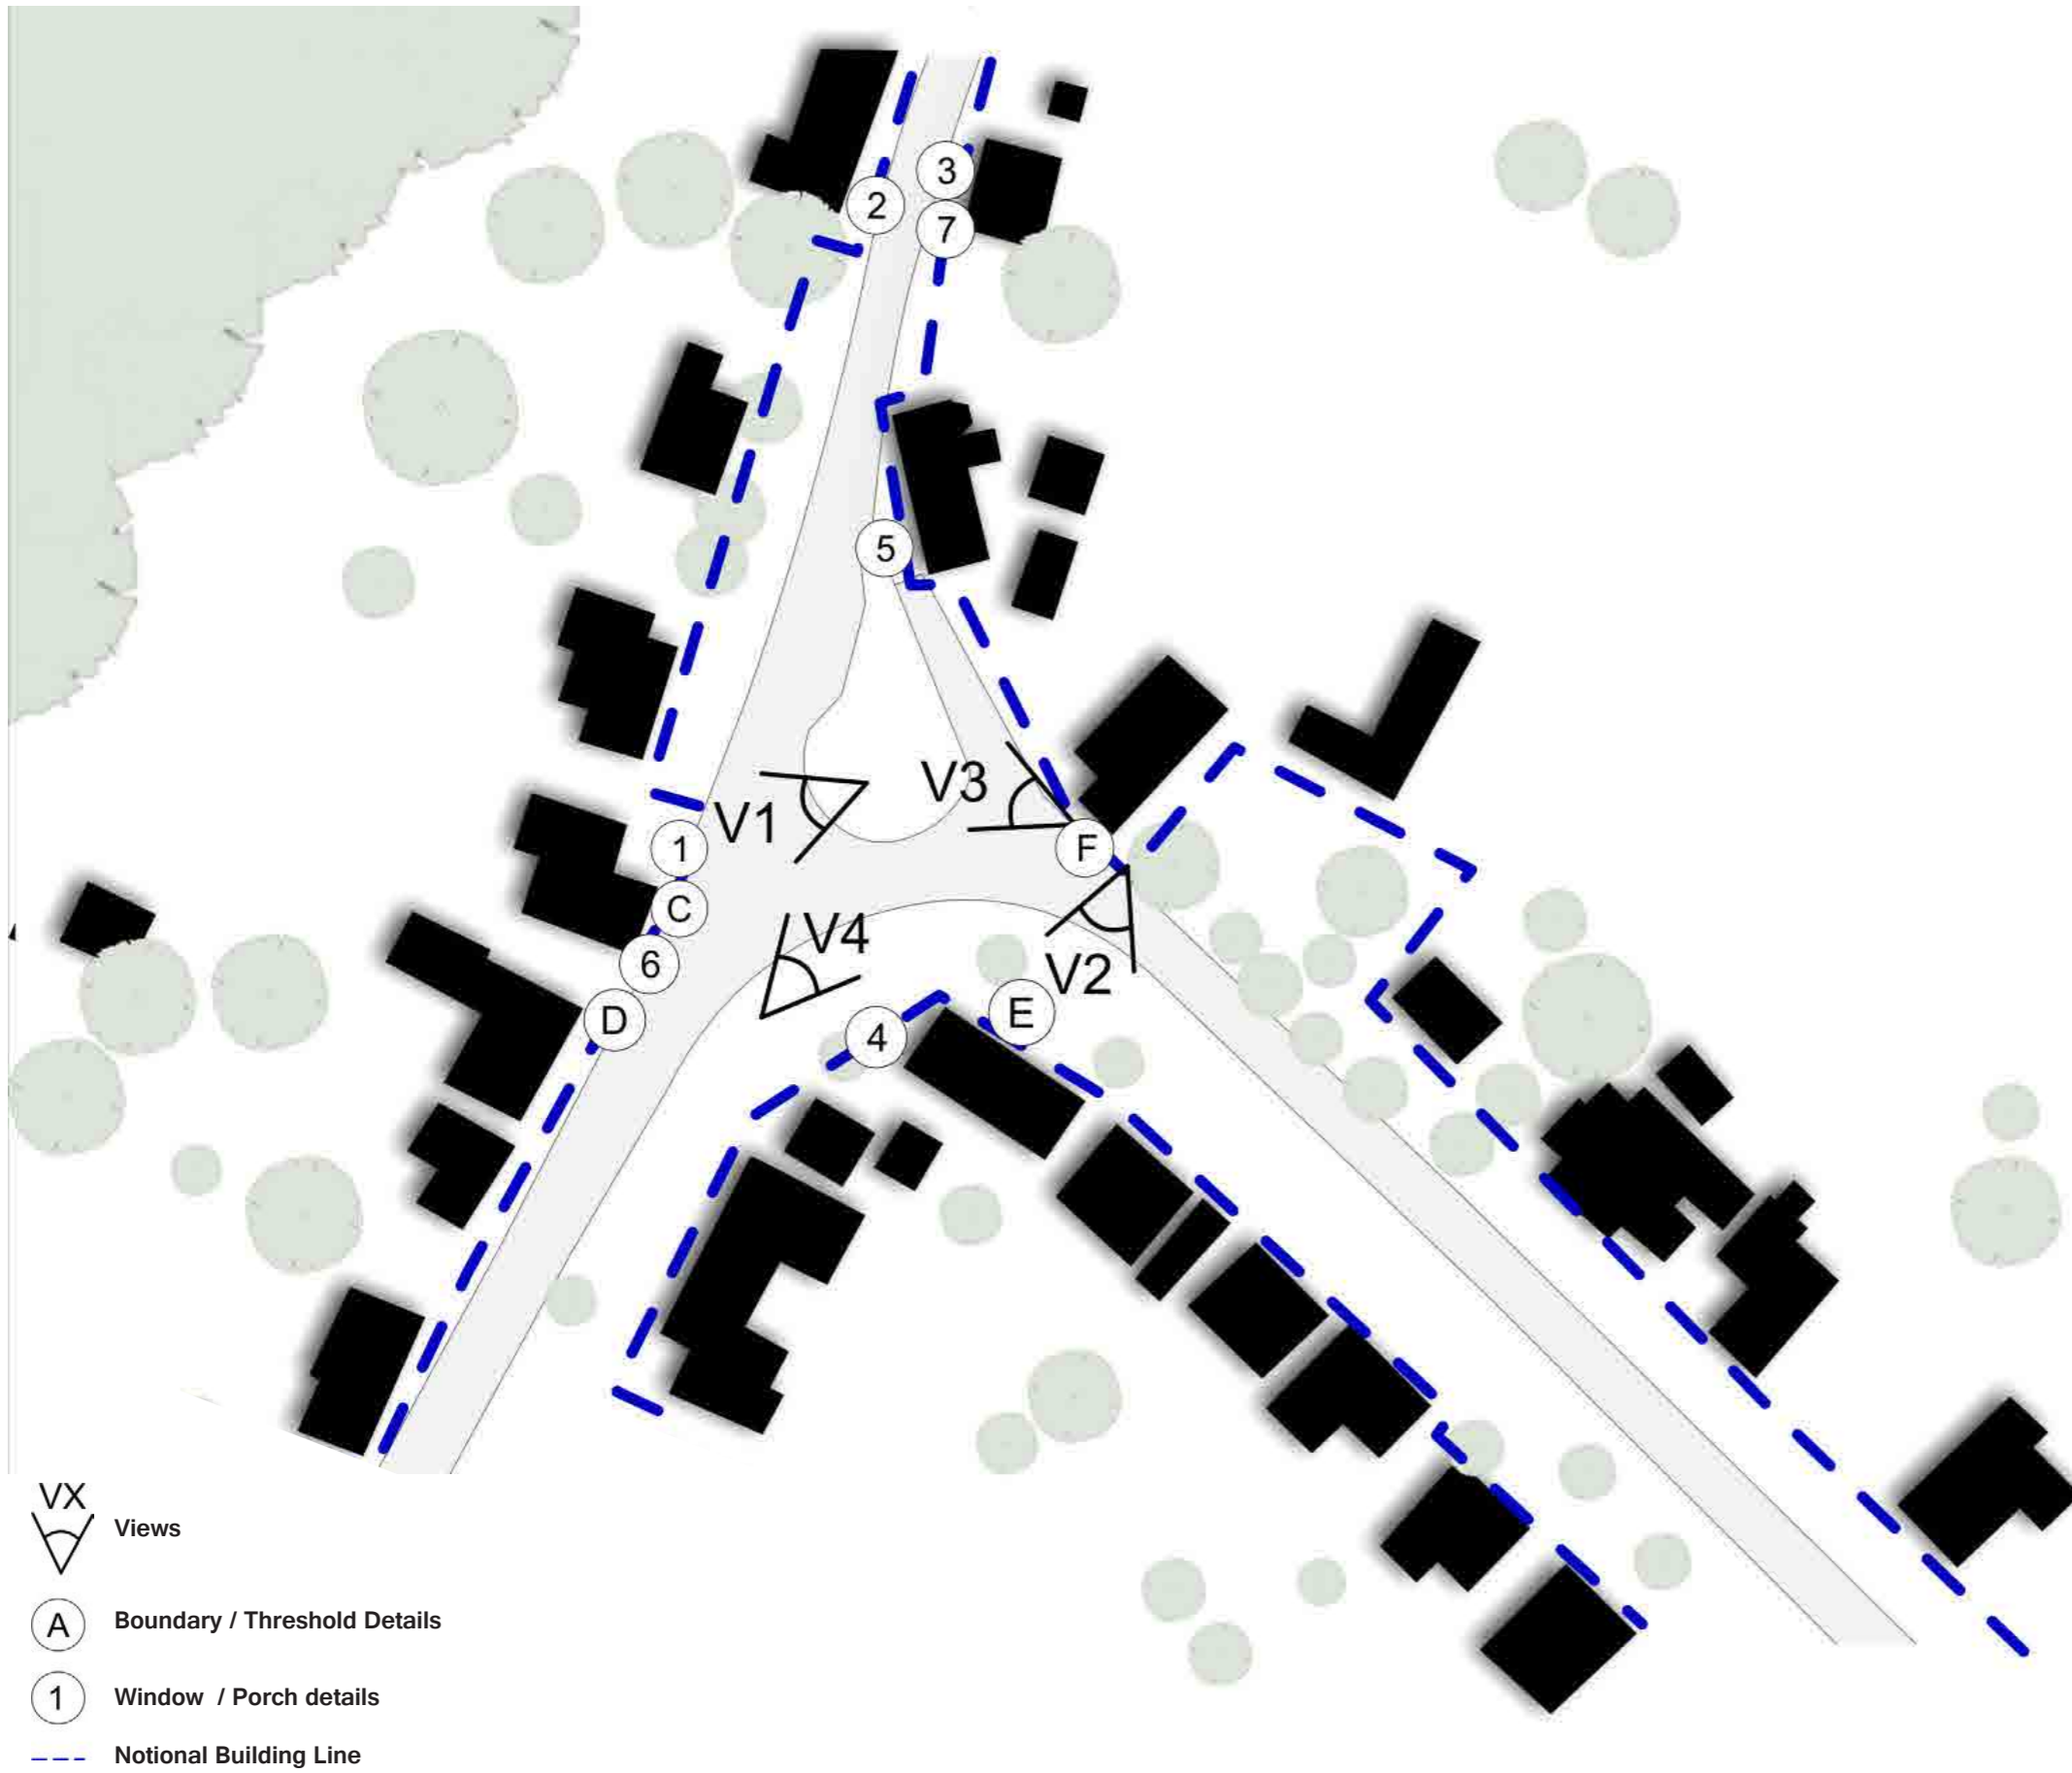 3
2
7
5
V3
V1
1
F
C
V4
6
V2
E
D
4
VX
Views
A
Boundary / Threshold Details
1
Window / Porch details
Notional Building Line